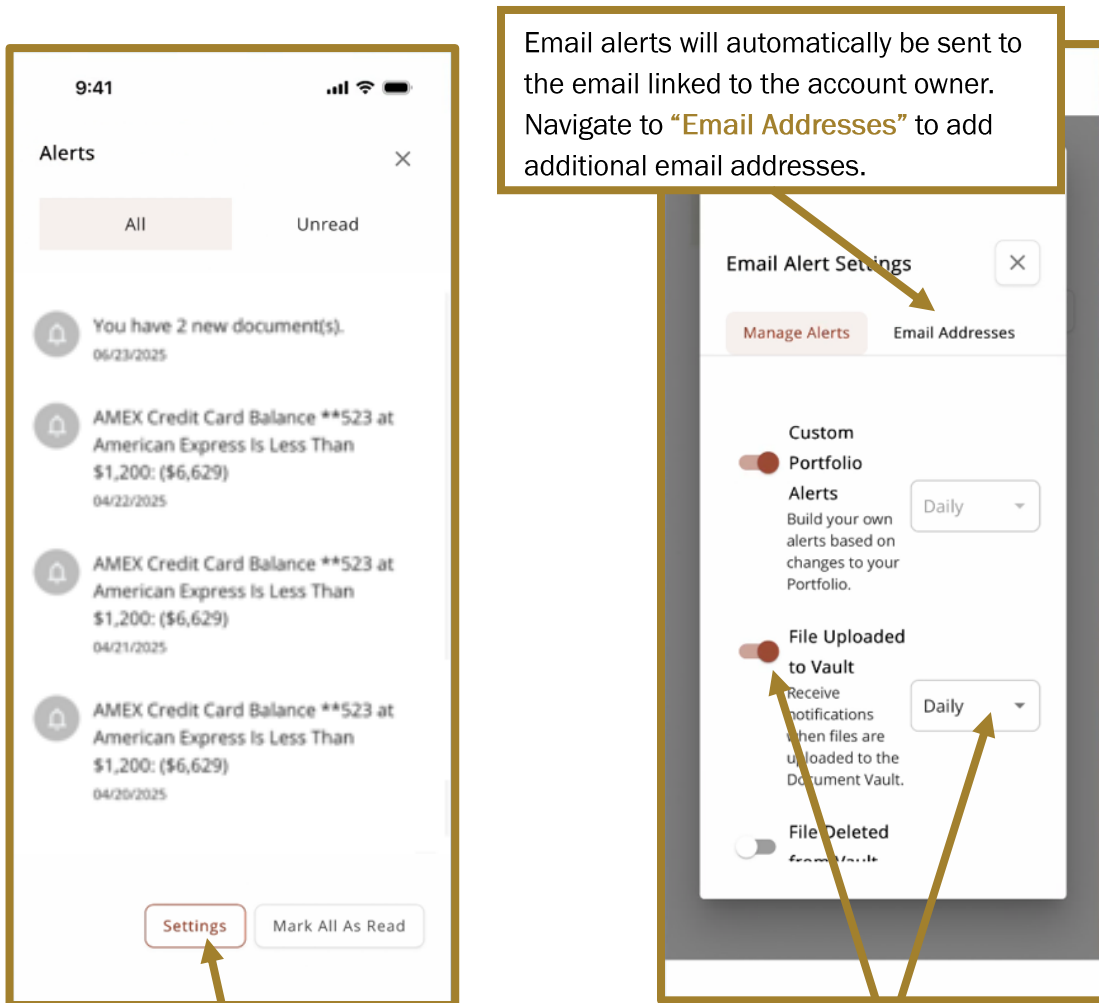 9:41
Alerts
All
Unread
You have 2 new document(s).
06/23/2025
AMEX Credit Card Balance **523 at
American Express Is Less Than
$1,200: ($6,629)
04/22/2025
AMEX Credit Card Balance **523 at
American Express Is Less Than
$1,200: ($6,629)
04/21/2025
AMEX Credit Card Balance **523 at
American Express Is Less Than
$1,200: ($6,629)
04/20/2025
Settings
Mark All As Read
Email alerts will automatically be sent to
the email linked to the account owner.
Navigate to “Email Addresses” to add
additional email addresses.
Email Alert Settings
Manage Alerts
Email Addresses
Custom
Portfolio
Alerts
Build your own
alerts based on
changes to your
Portfolio.
Daily
File Uploaded
to Vault
Receive
notifications
when files are
uploaded to the
Document Vault.
Daily
File Deleted
from Vault